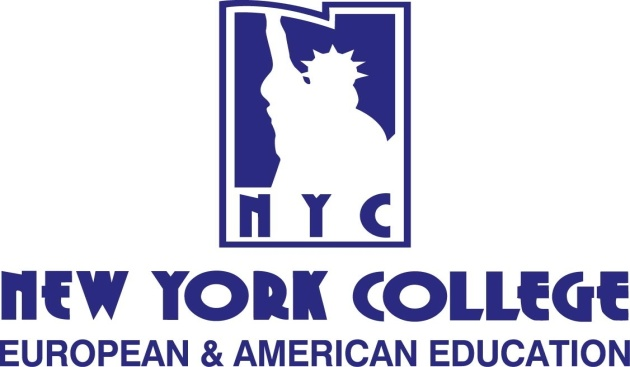 NYC
NEW YORK COLLEGE
EUROPEAN & AMERICAN EDUCATION